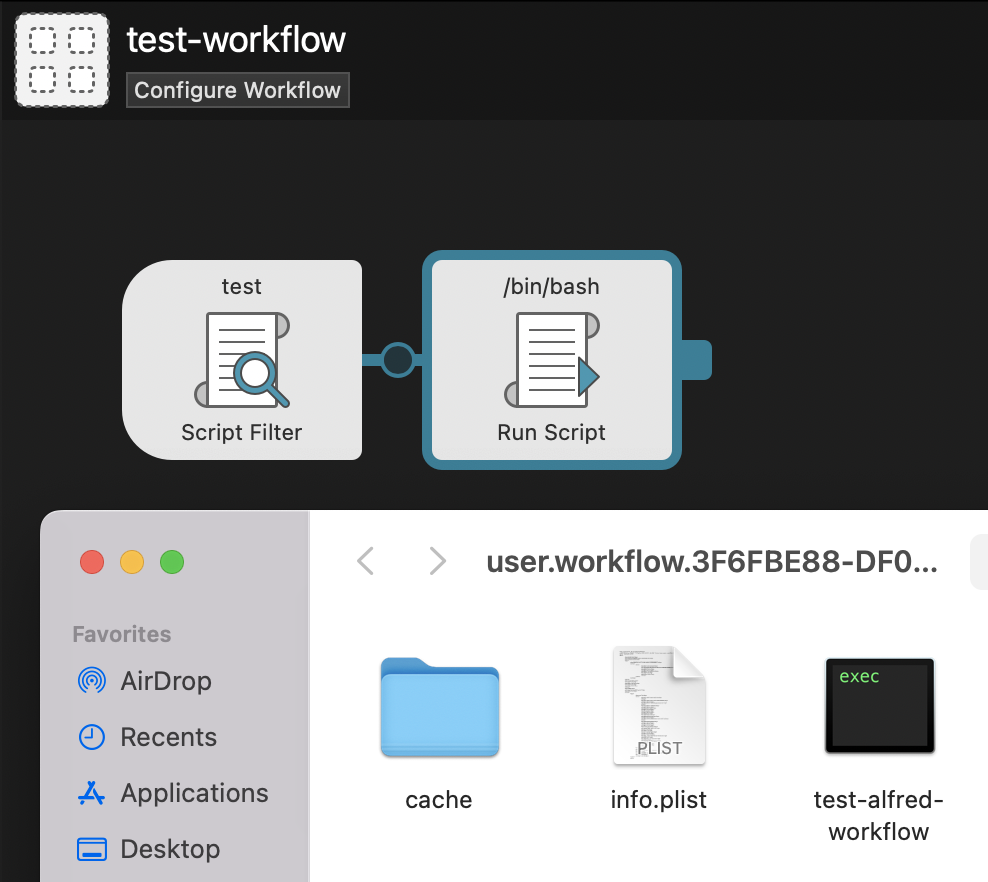 test-workflow
Configure Workflow
test
Script Filter
/bin/bash
Run Script
user.workflow.3F6FBE88-DF0...
Favorites
AirDrop
Recents
Applications
Desktop
cache
PLIST
info.plist
exec
test-alfred-
workflow